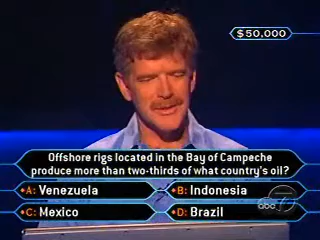 $50,000
Offshore rigs located in the Bay of Campeche
produce more than two-thirds of what country's oil?
A: Venezuela
B: Indonesia
C: Mexico
D: Brazil
abc 7